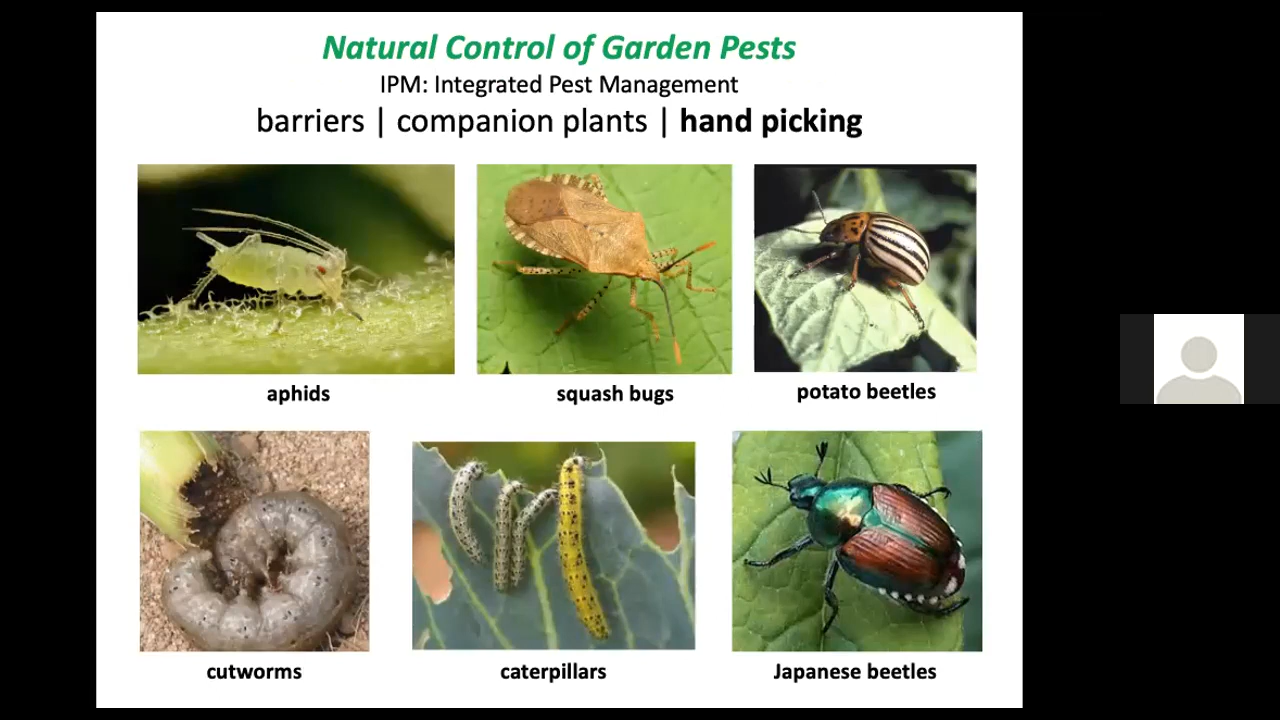 Natural Control of Garden Pests
IPM: Integrated Pest Management
barriers | companion plants | hand picking
aphids
squash bugs
potato beetles
cutworms
caterpillars
Japanese beetles